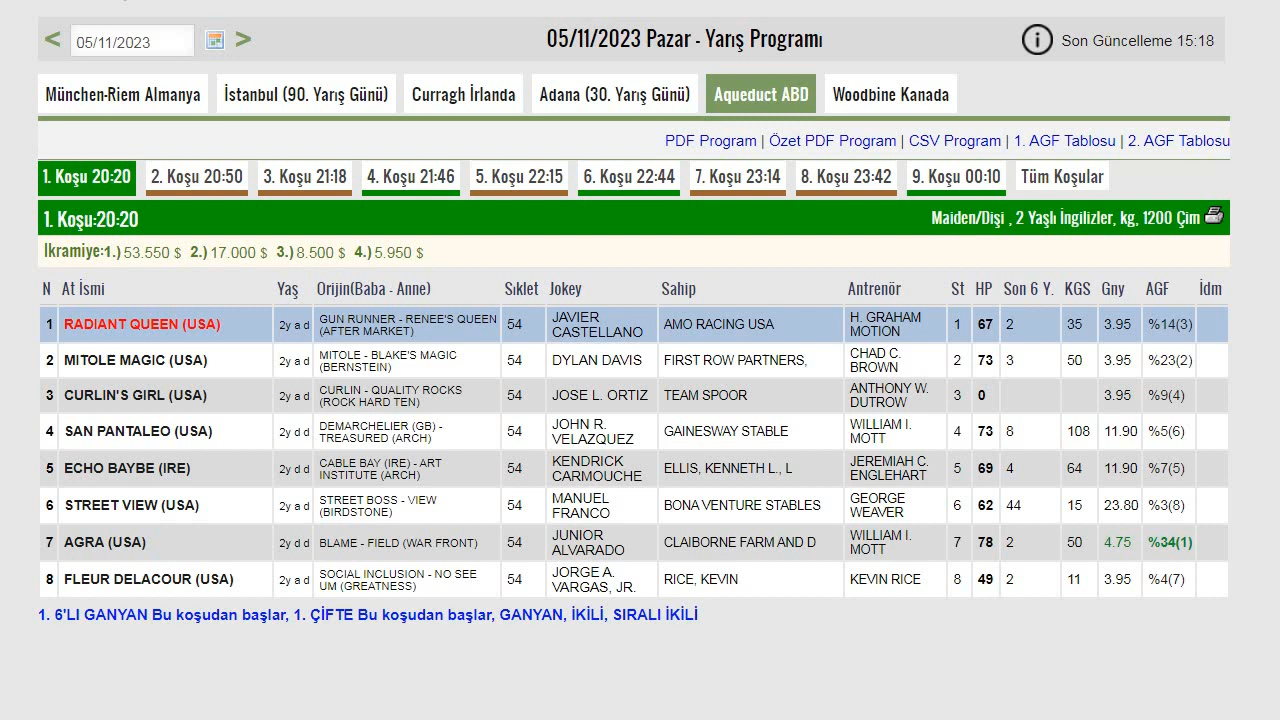 < 05/11/2023 > 05/11/2023 Pazar - Yarış Programı Son Güncelleme 15:18
München-Riem Almanya İstanbul (90. Yarış Günü) Curragh İrlanda Adana (30. Yarış Günü) Aqueduct ABD Woodbine Kanada
PDF Program | Özet PDF Program | CSV Program | 1. AGF Tablosu | 2. AGF Tablosu
1. Koşu 20:20 2. Koşu 20:50 3. Koşu 21:18 4. Koşu 21:46 5. Koşu 22:15 6. Koşu 22:44 7. Koşu 23:14 8. Koşu 23:42 9. Koşu 00:10 Tüm Koşular
1. Koşu:20:20 Maiden/Dişi , 2 Yaşlı İngilizler, kg, 1200 Çim
Ikramiye:1.) 53.550 $ 2.) 17.000 $ 3.) 8.500 $ 4.) 5.950 $
N At İsmi Yaş Orijin(Baba - Anne) Sıklet Jokey Sahip Antrenör St HP Son 6 Y. KGS Gny AGF İdm
1 RADIANT QUEEN (USA) 2y a d GUN RUNNER - RENEE'S QUEEN (AFTER MARKET) 54 JAVIER CASTELLANO AMO RACING USA H. GRAHAM MOTION 1 67 2 35 3.95 %14(3)
2 MITOLE MAGIC (USA) 2y a d MITOLE - BLAKE'S MAGIC (BERNSTEIN) 54 DYLAN DAVIS FIRST ROW PARTNERS, CHAD C. BROWN 2 73 3 50 3.95 %23(2)
3 CURLIN'S GIRL (USA) 2y a d CURLIN - QUALITY ROCKS (ROCK HARD TEN) 54 JOSE L. ORTIZ TEAM SPOOR ANTHONY W. DUTROW 3 0 3.95 %9(4)
4 SAN PANTALEO (USA) 2y d d DEMARCHELIER (GB) - TREASURED (ARCH) 54 JOHN R. VELAZQUEZ GAINESWAY STABLE WILLIAM I. MOTT 4 73 8 108 11.90 %5(6)
5 ECHO BAYBE (IRE) 2y d d CABLE BAY (IRE) - ART INSTITUTE (ARCH) 54 KENDRICK CARMOUCHE ELLIS, KENNETH L., L JEREMIAH C. ENGLEHART 5 69 4 64 11.90 %7(5)
6 STREET VIEW (USA) 2y a d STREET BOSS - VIEW (BIRDSTONE) 54 MANUEL FRANCO BONA VENTURE STABLES GEORGE WEAVER 6 62 44 15 23.80 %3(8)
7 AGRA (USA) 2y d d BLAME - FIELD (WAR FRONT) 54 JUNIOR ALVARADO CLAIBORNE FARM AND D WILLIAM I. MOTT 7 78 2 50 4.75 %34(1)
8 FLEUR DELACOUR (USA) 2y a d SOCIAL INCLUSION - NO SEE UM (GREATNESS) 54 JORGE A. VARGAS, JR. RICE, KEVIN KEVIN RICE 8 49 2 11 3.95 %4(7)
1. 6'LI GANYAN Bu koşudan başlar, 1. ÇİFTE Bu koşudan başlar, GANYAN, İKİLİ, SIRALI İKİLİ